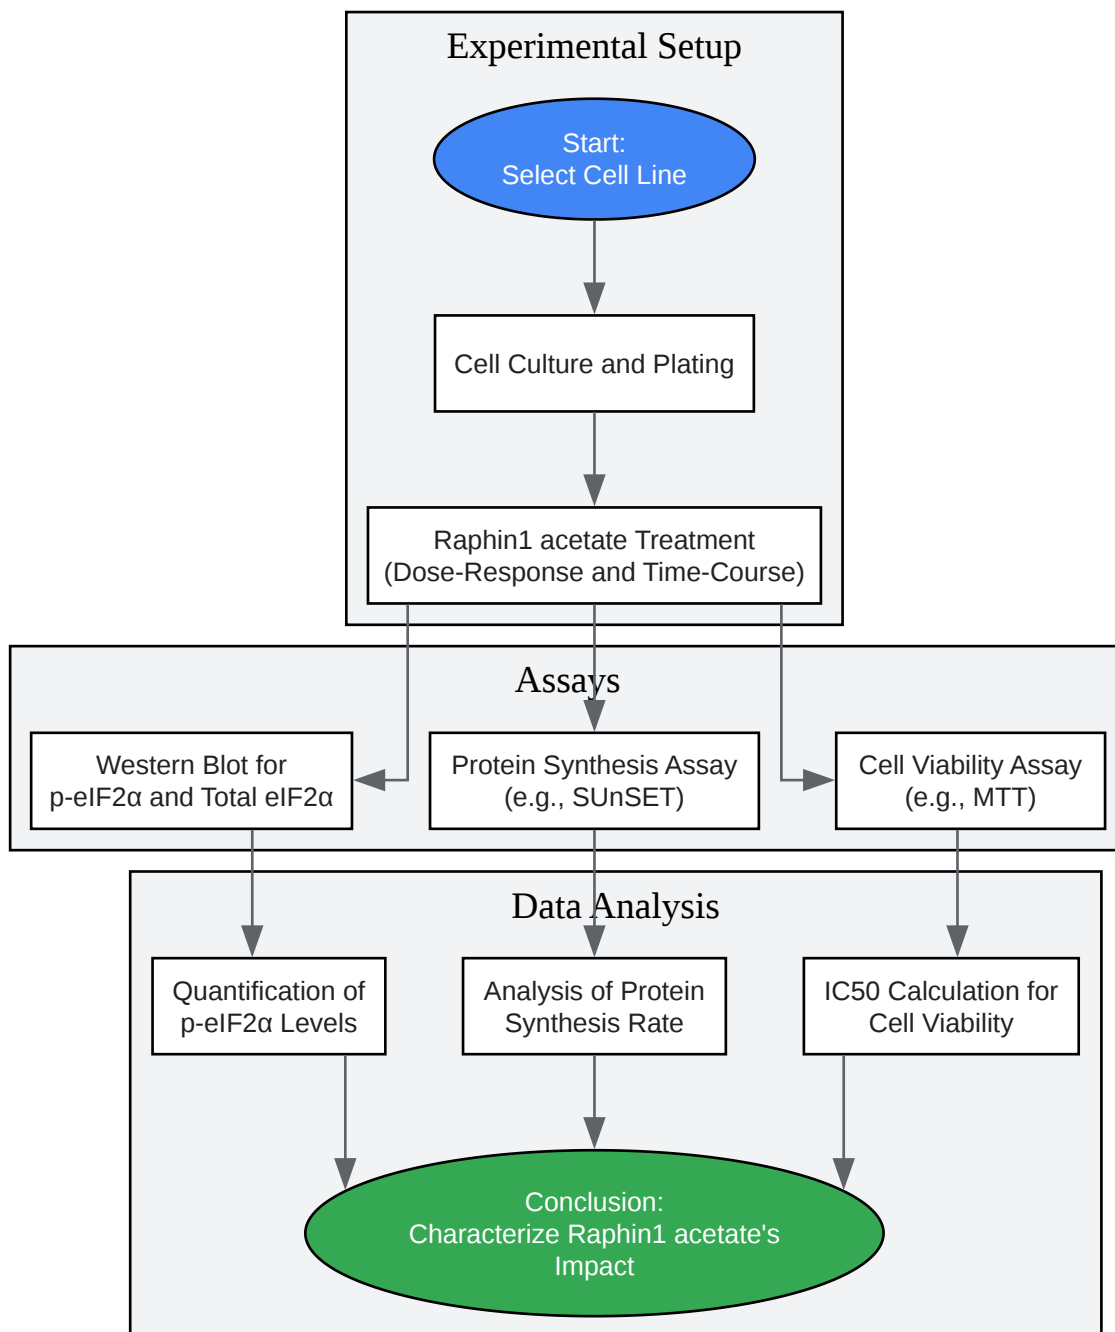 Experimental Setup
Start:
Select Cell Line
Cell Culture and Plating
Raphin1 acetate Treatment
(Dose-Response and Time-Course)
Assays
Western Blot for
p-eIF2α and Total eIF2α
Protein Synthesis Assay
(e.g., SUnSET)
Cell Viability Assay
(e.g., MTT)
Data Analysis
Quantification of
p-eIF2α Levels
Analysis of Protein
Synthesis Rate
IC50 Calculation for
Cell Viability
Conclusion:
Characterize Raphin1 acetate's
Impact